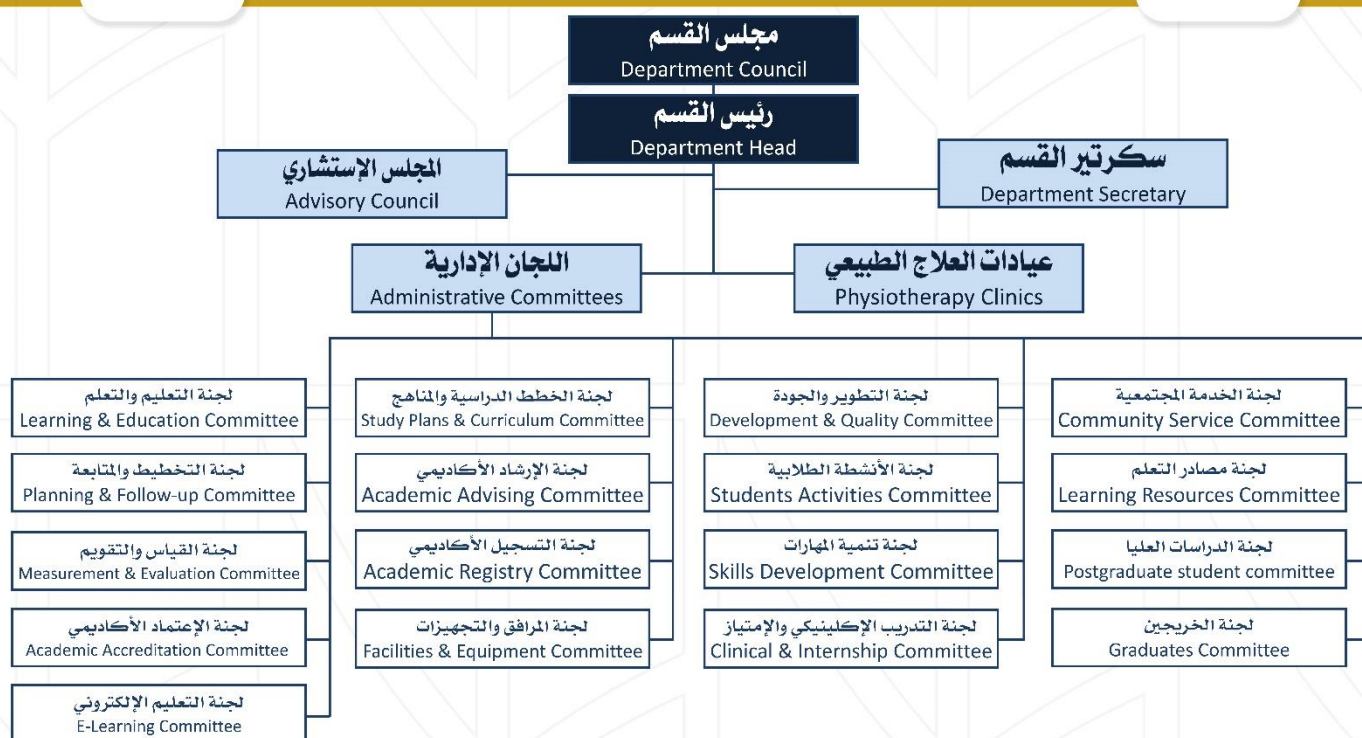 مجلس القسم
Department Council
رئيس القسم
Department Head
المجلس الإستشاري
Advisory Council
سكرتير القسم
Department Secretary
اللجان الإدارية
Administrative Committees
عيادات العلاج الطبيعي
Physiotherapy Clinics
لجنة التعليم والتعلم
Learning & Education Committee
لجنة التخطيط والمتابعة
Planning & Follow-up Committee
لجنة القياس والتقويم
Measurement & Evaluation Committee
لجنة الإعتماد الأكاديمي
Academic Accreditation Committee
لجنة التعليم الإلكتروني
E-Learning Committee
لجنة الخطط الدراسية والمناهج
Study Plans & Curriculum Committee
لجنة الإرشاد الأكاديمي
Academic Advising Committee
لجنة التسجيل الأكاديمي
Academic Registry Committee
لجنة المرافق والتجهيزات
Facilities & Equipment Committee
لجنة التطوير والجودة
Development & Quality Committee
لجنة الأنشطة الطلابية
Students Activities Committee
لجنة تنمية المهارات
Skills Development Committee
لجنة التدريب الإكلينيكي والإمتياز
Clinical & Internship Committee
لجنة الخدمة المجتمعية
Community Service Committee
لجنة مصادر التعلم
Learning Resources Committee
لجنة الدراسات العليا
Postgraduate student committee
لجنة الخريجين
Graduates Committee